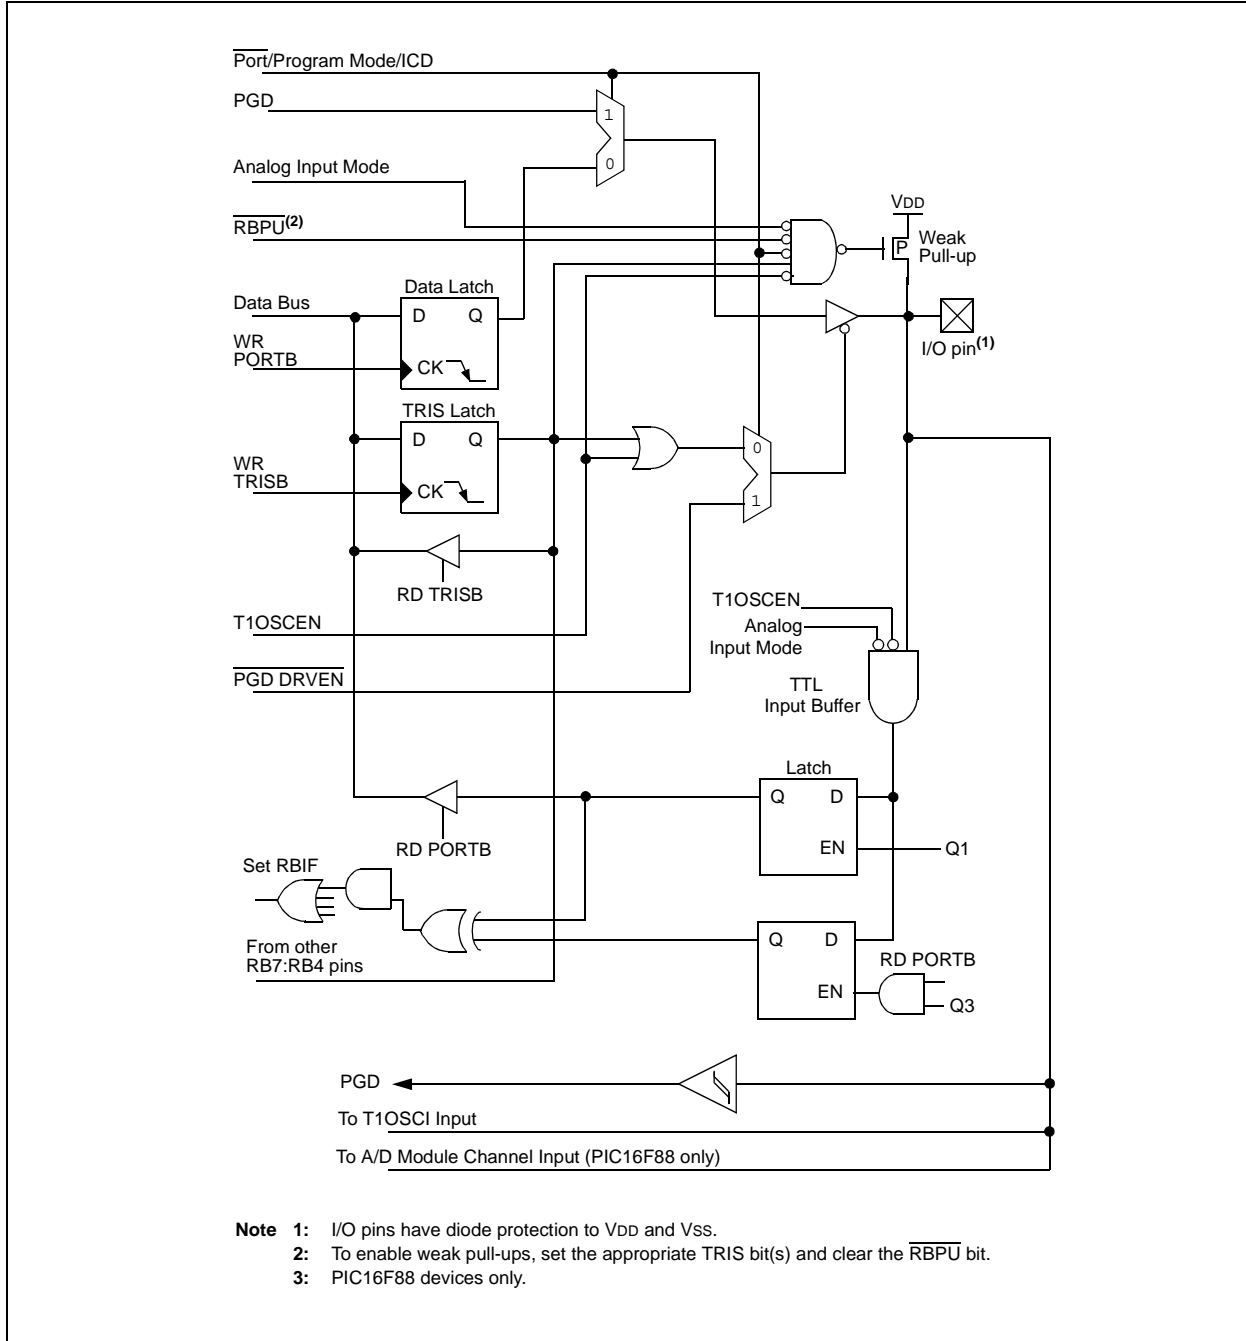 Port/Program Mode/ICD
PGD
1
0
Analog Input Mode
VDD
RBPU(2)
P
Weak
Pull-up
Data Latch
Data Bus
D Q
WR
PORTB
CK
I/O pin(1)
TRIS Latch
D Q
0
WR
TRISB
CK
1
RD TRISB
T1OSCEN
T1OSCEN
Analog
Input Mode
PGD DRVEN
TTL
Input Buffer
Latch
Q D
RD PORTB
EN
Q1
Set RBIF
Q D
From other
RB7:RB4 pins
RD PORTB
EN
Q3
PGD
To T1OSCI Input
To A/D Module Channel Input (PIC16F88 only)
Note 1: I/O pins have diode protection to VDD and VSS.
2: To enable weak pull-ups, set the appropriate TRIS bit(s) and clear the RBPU bit.
3: PIC16F88 devices only.